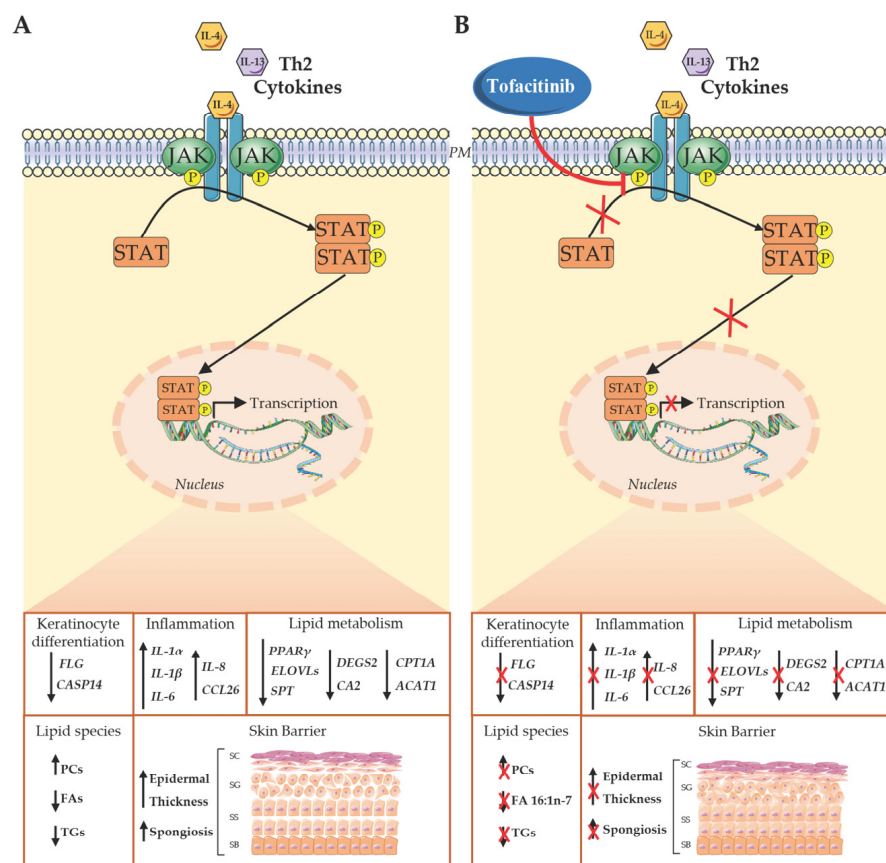 A
IL-4
IL-13
Th2
Cytokines
IL-4
JAK
JAK
P
P
STAT
STAT
P
STAT
P
STAT
P
STAT
P
Transcription
Nucleus
Keratinocyte
differentiation
FLG
CASP14
Inflammation
IL-1α
IL-1β
IL-6
IL-8
CCL26
Lipid metabolism
PPARγ
ELOVLs
SPT
DEGS2
CA2
CPT1A
ACAT1
Lipid species
PCs
FAs
TGs
Skin Barrier
Epidermal
Thickness
Spongiosis
SC
SG
SS
SB
PM
B
IL-4
IL-13
Th2
Cytokines
Tofacitinib
IL-4
JAK
JAK
P
P
STAT
STAT
P
STAT
P
STAT
P
STAT
P
Transcription
Nucleus
Keratinocyte
differentiation
FLG
CASP14
Inflammation
IL-1α
IL-1β
IL-6
IL-8
CCL26
Lipid metabolism
PPARγ
ELOVLs
SPT
DEGS2
CA2
CPT1A
ACAT1
Lipid species
PCs
FA 16:1n-7
TGs
Skin Barrier
Epidermal
Thickness
Spongiosis
SC
SG
SS
SB